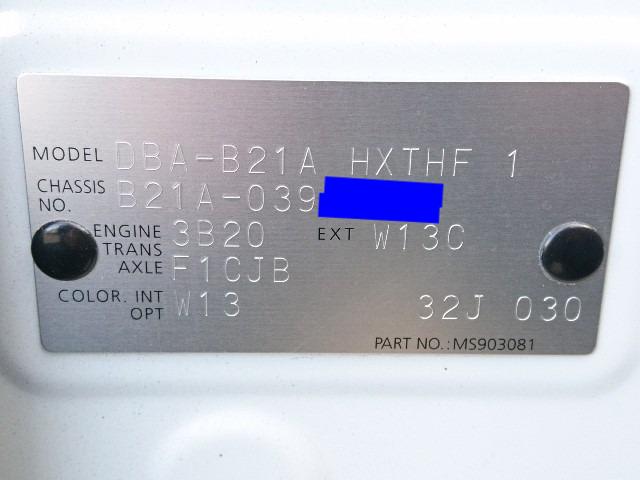 MODEL DBA-B21A HXTHF 1
CHASSIS NO. B21A-039
ENGINE 3B20 EXT W13C
TRANS AXLE F1CJB
COLOR. INT OPT W13 32J 030
PART NO.:MS903081